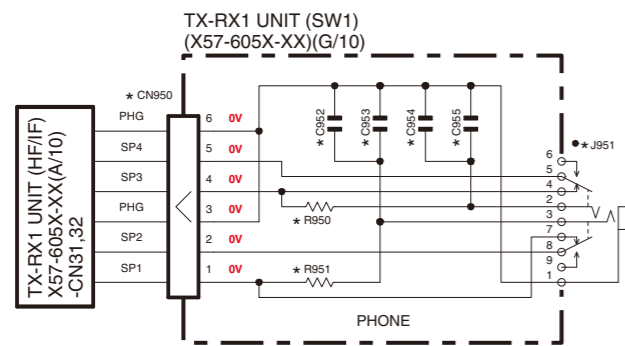 TX-RX1 UNIT (SW1)
(X57-605X-XX)(G/10)
* CN950
TX-RX1 UNIT (HF/IF)
X57-605X-XX(A/10)
-CN31,32
PHG 6 0V
SP4 5 0V
SP3 4 0V
PHG 3 0V
SP2 2 0V
SP1 1 0V
* C952
* C953
* C954
* C955
* R950
* R951
* J951
6
5
4
2
3
7
8
9
1
PHONE